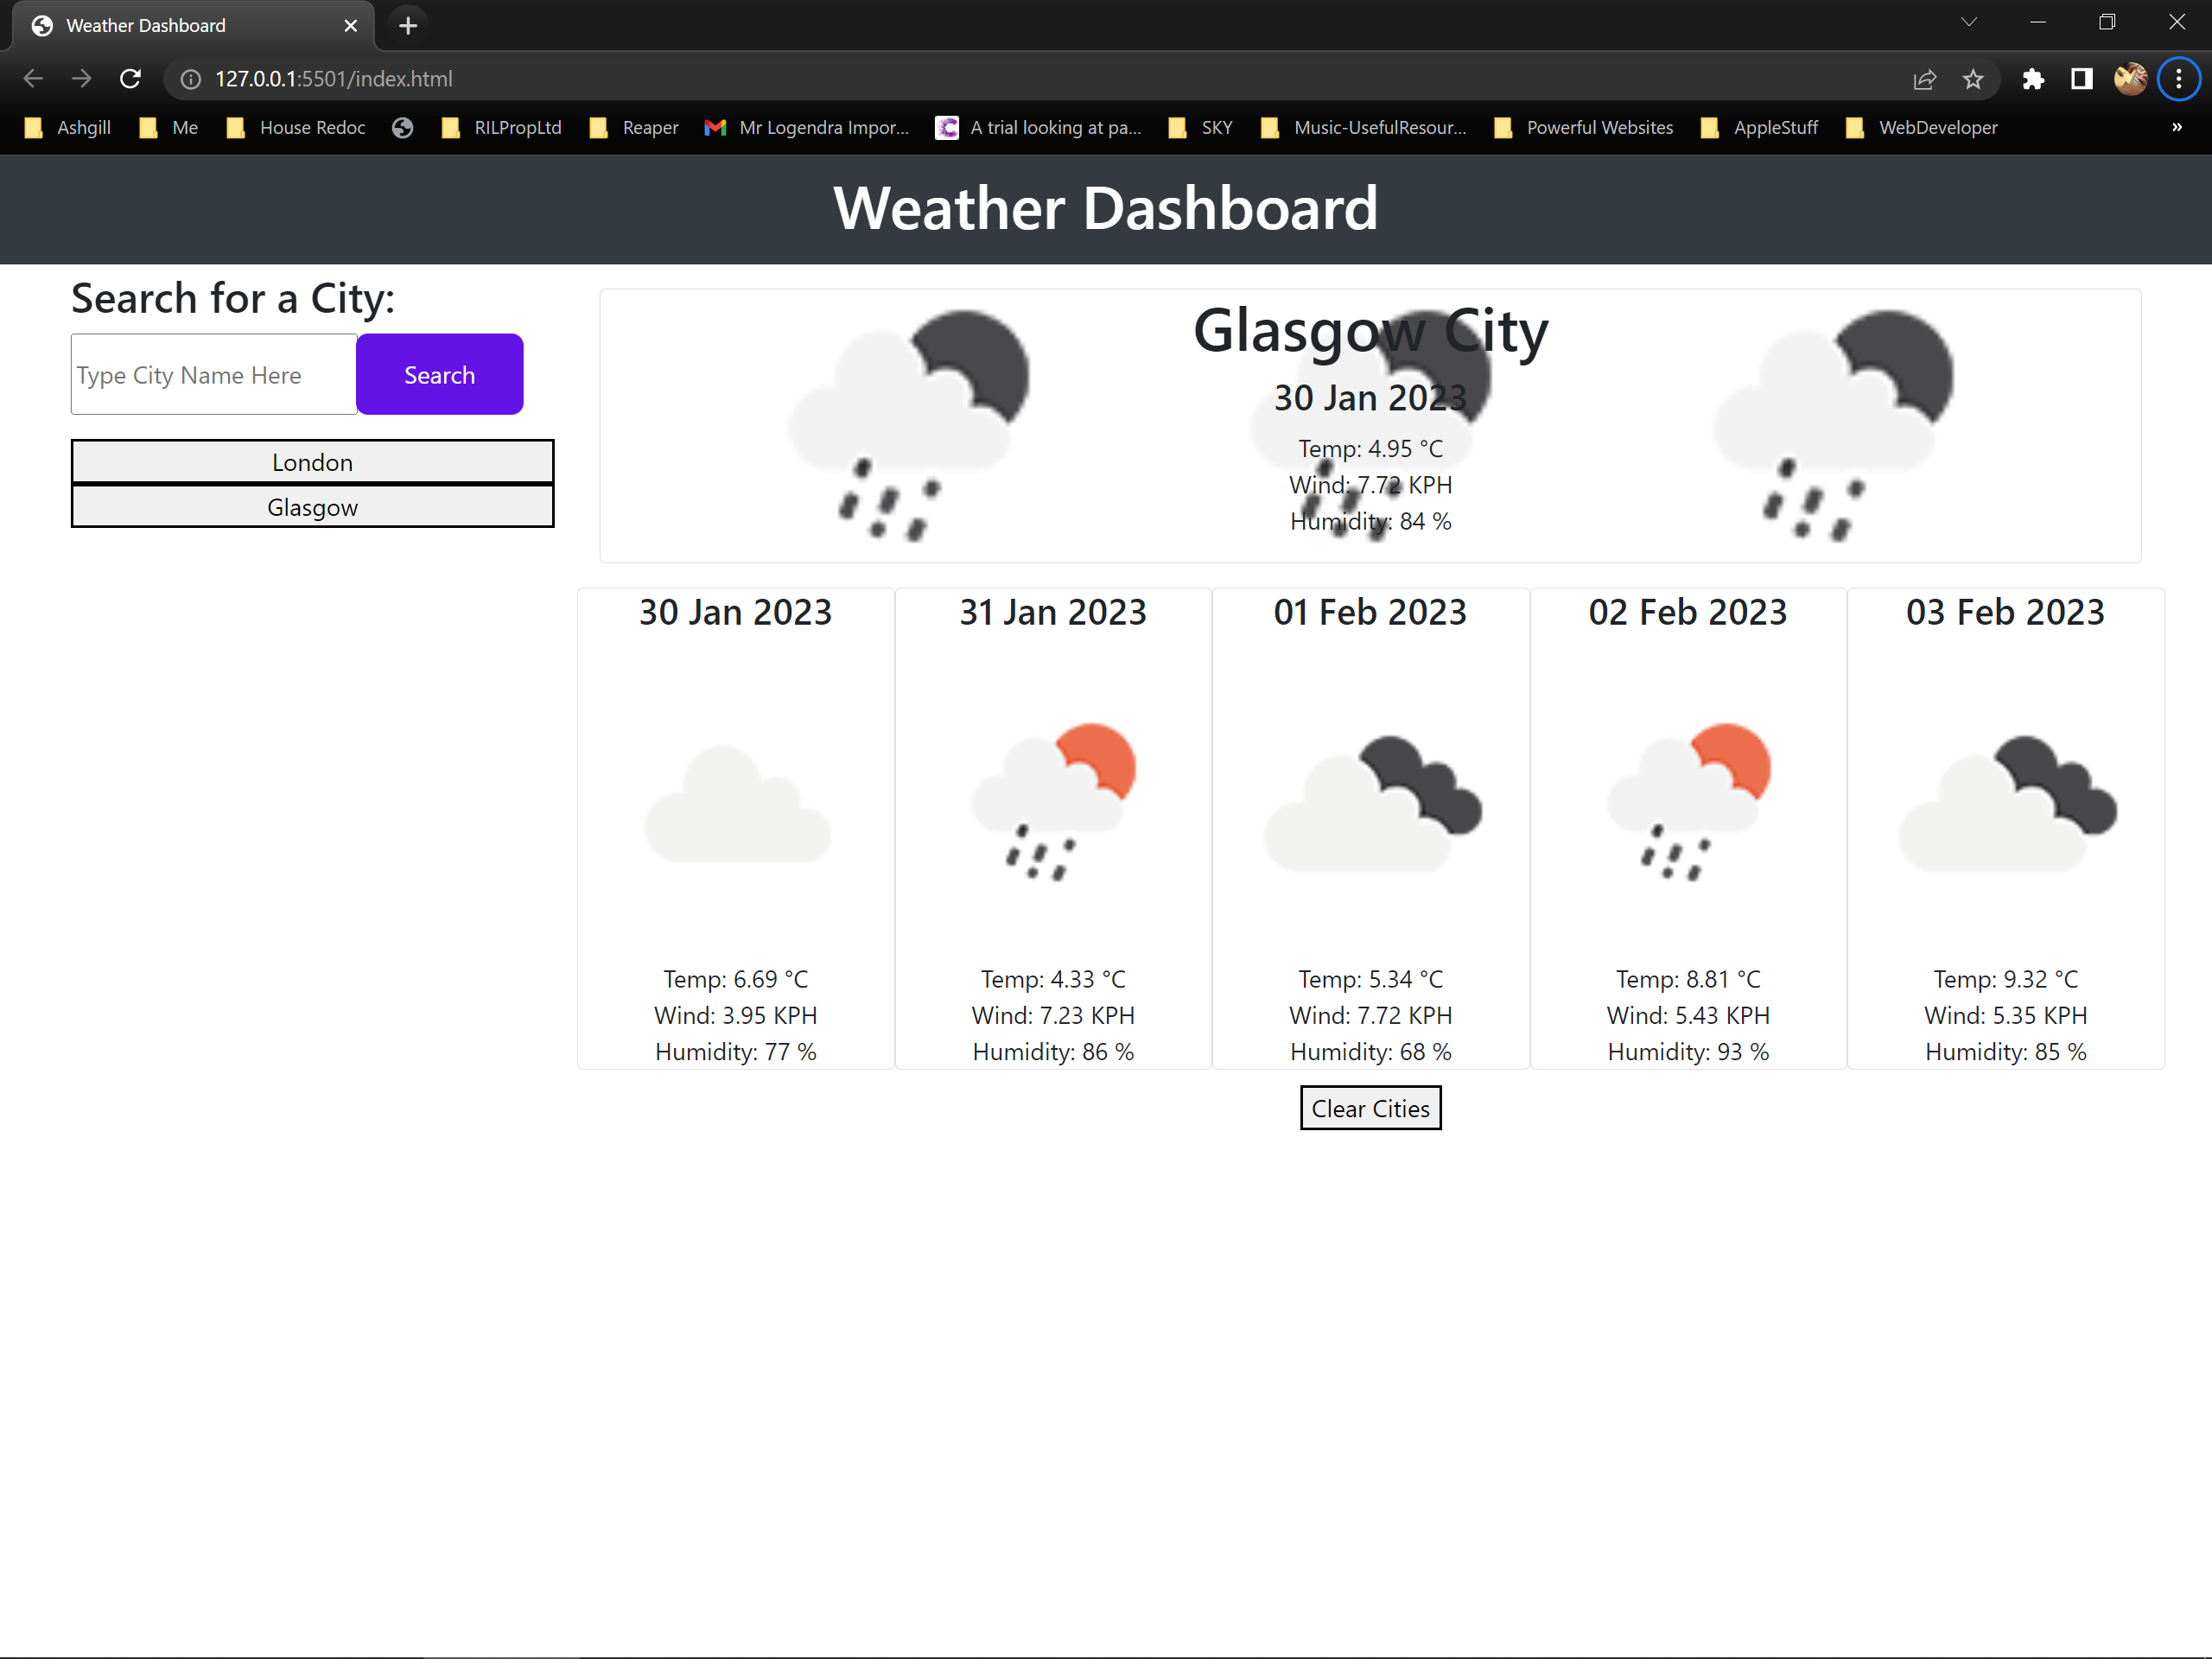 Weather Dashboard
127.0.0.1:5501/index.html
Ashgill Me House Redoc RILPropLtd Reaper Mr Logendra Impor... A trial looking at pa... SKY Music-UsefulResour... Powerful Websites AppleStuff WebDeveloper »
Weather Dashboard
Search for a City:
Type City Name Here Search
London
Glasgow
Glasgow City
30 Jan 2023
Temp: 4.95 °C
Wind: 7.72 KPH
Humidity: 84 %
30 Jan 2023
Temp: 6.69 °C
Wind: 3.95 KPH
Humidity: 77 %
31 Jan 2023
Temp: 4.33 °C
Wind: 7.23 KPH
Humidity: 86 %
01 Feb 2023
Temp: 5.34 °C
Wind: 7.72 KPH
Humidity: 68 %
02 Feb 2023
Temp: 8.81 °C
Wind: 5.43 KPH
Humidity: 93 %
03 Feb 2023
Temp: 9.32 °C
Wind: 5.35 KPH
Humidity: 85 %
Clear Cities